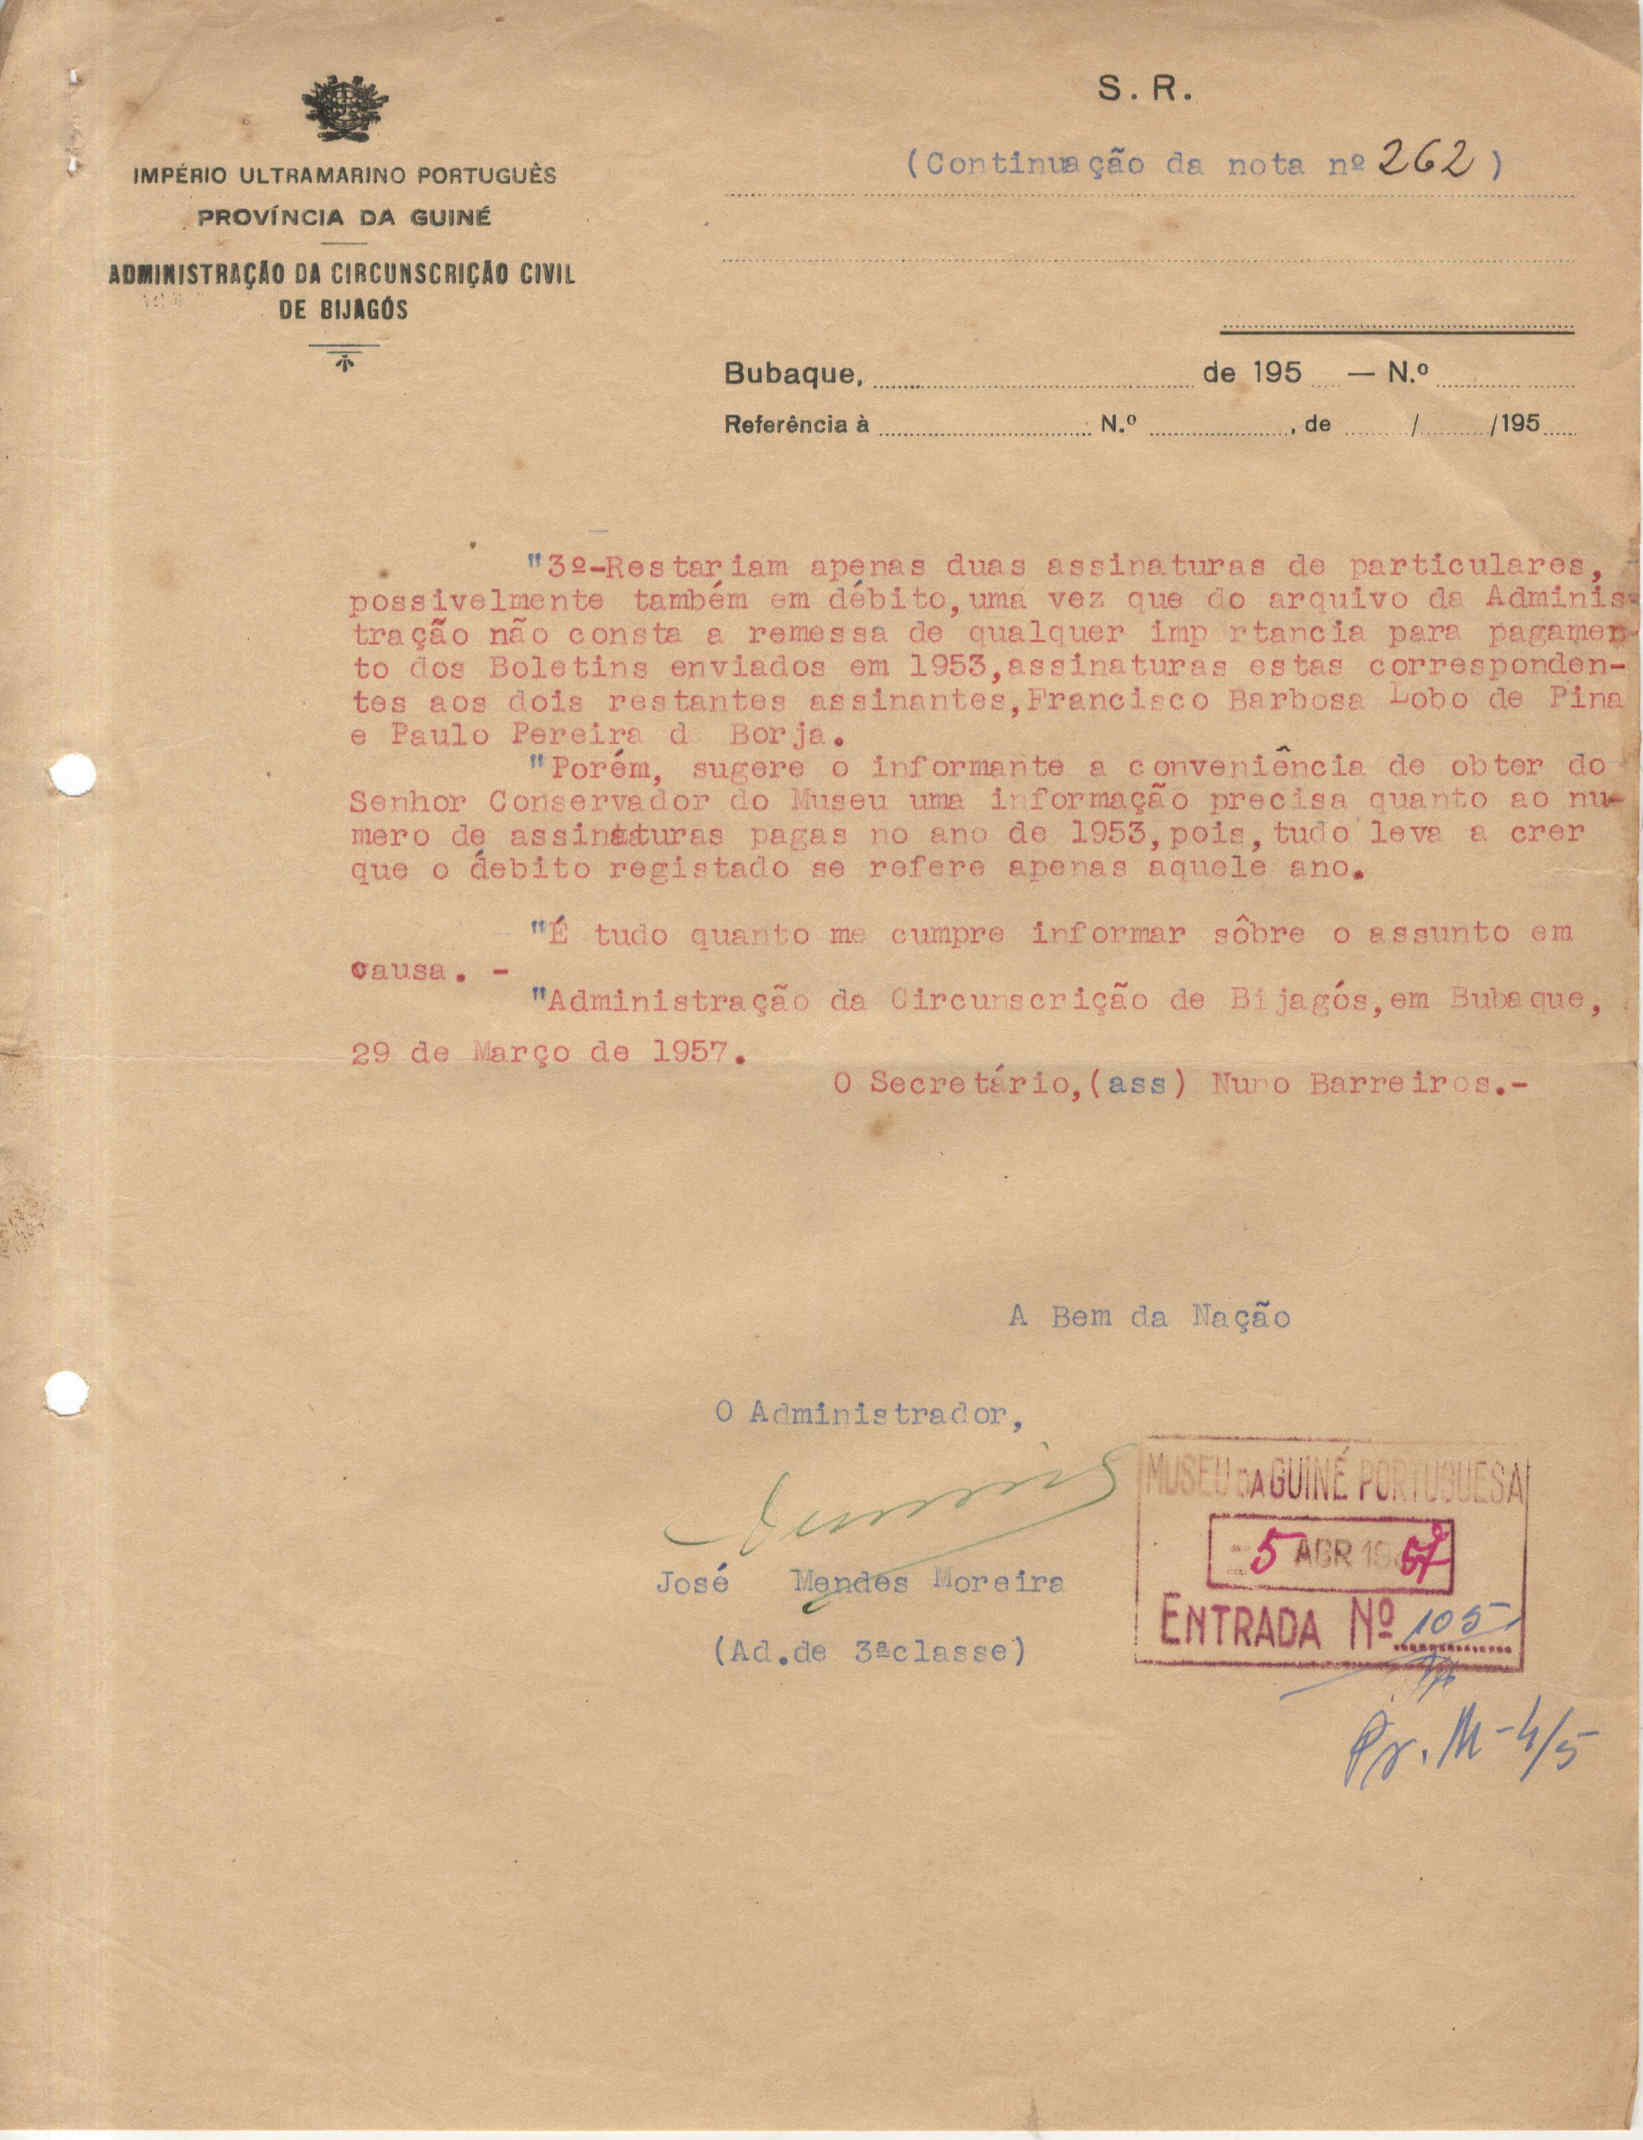 S. R.
(Continuação da nota nº 262)
IMPÉRIO ULTRAMARINO PORTUGUÊS
PROVÍNCIA DA GUINÉ
ADMINISTRAÇÃO DA CIRCUNSCRIÇÃO CIVIL
DE BIJAGÓS
Bubaque, de 195 — N.º
Referência à N.º , de / /195
"3º-Restariam apenas duas assinaturas de particulares,
possivelmente também em débito,uma vez que do arquivo da Adminis-
tração não consta a remessa de qualquer imp rtancia para pagamen-
to dos Boletins enviados em 1953,assinaturas estas corresponden-
tes aos dois restantes assinantes,Francisco Barbosa Lobo de Pina
e Paulo Pereira d Borja.
"Porém, sugere o informante a conveniência de obter do
Senhor Conservador do Museu uma informação precisa quanto ao nu-
mero de assinaturas pagas no ano de 1953,pois,tudo leva a crer
que o débito registado se refere apenas aquele ano.
"É tudo quanto me cumpre informar sôbre o assunto em
causa. -
"Administração da Circunscrição de Bijagós,em Bubaque,
29 de Março de 1957.
O Secretário,(ass) Nuno Barreiros.-
A Bem da Nação
O Administrador,
José Mendes Moreira
(Ad.de 3ªclasse)
MUSEU DA GUINÉ PORTUGUESA
-5 ABR 1957
ENTRADA Nº 105
Pr. M-4/5